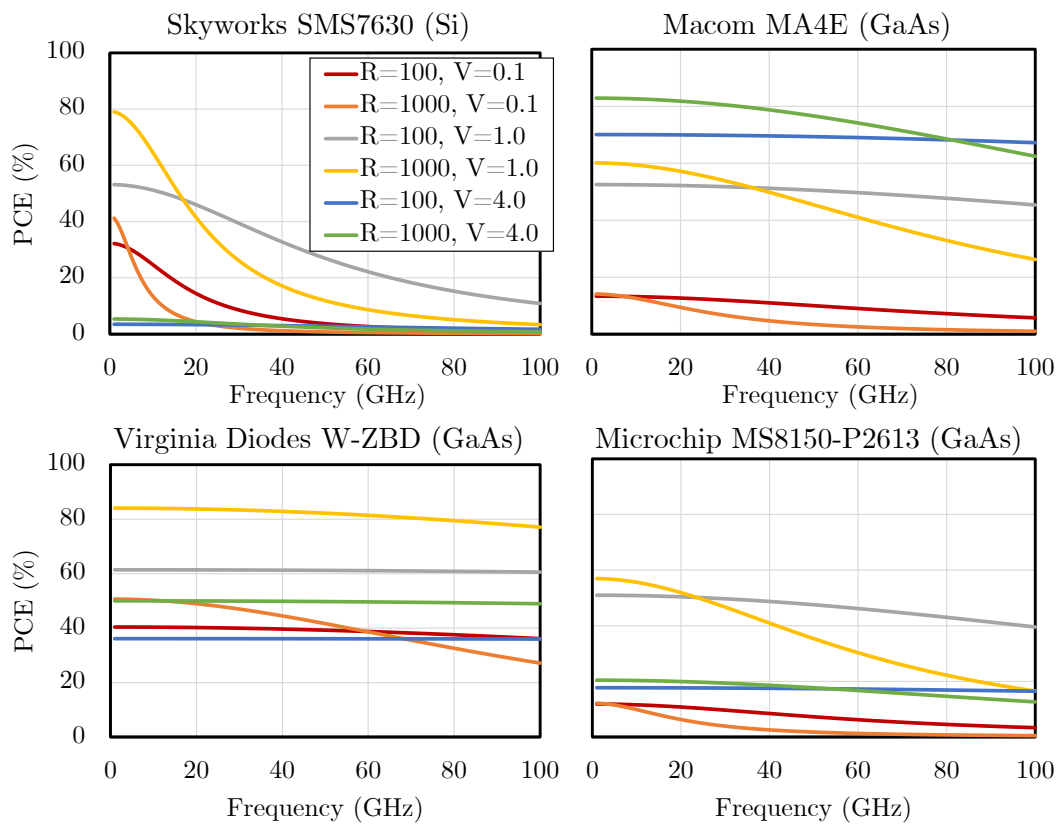 Skyworks SMS7630 (Si)
Macom MA4E (GaAs)
100
80
60
40
20
0
PCE (%)
R=100, V=0.1
R=1000, V=0.1
R=100, V=1.0
R=1000, V=1.0
R=100, V=4.0
R=1000, V=4.0
0 20 40 60 80 100
Frequency (GHz)
0 20 40 60 80 100
Frequency (GHz)
Virginia Diodes W-ZBD (GaAs)
Microchip MS8150-P2613 (GaAs)
100
80
60
40
20
0
PCE (%)
0 20 40 60 80 100
Frequency (GHz)
0 20 40 60 80 100
Frequency (GHz)